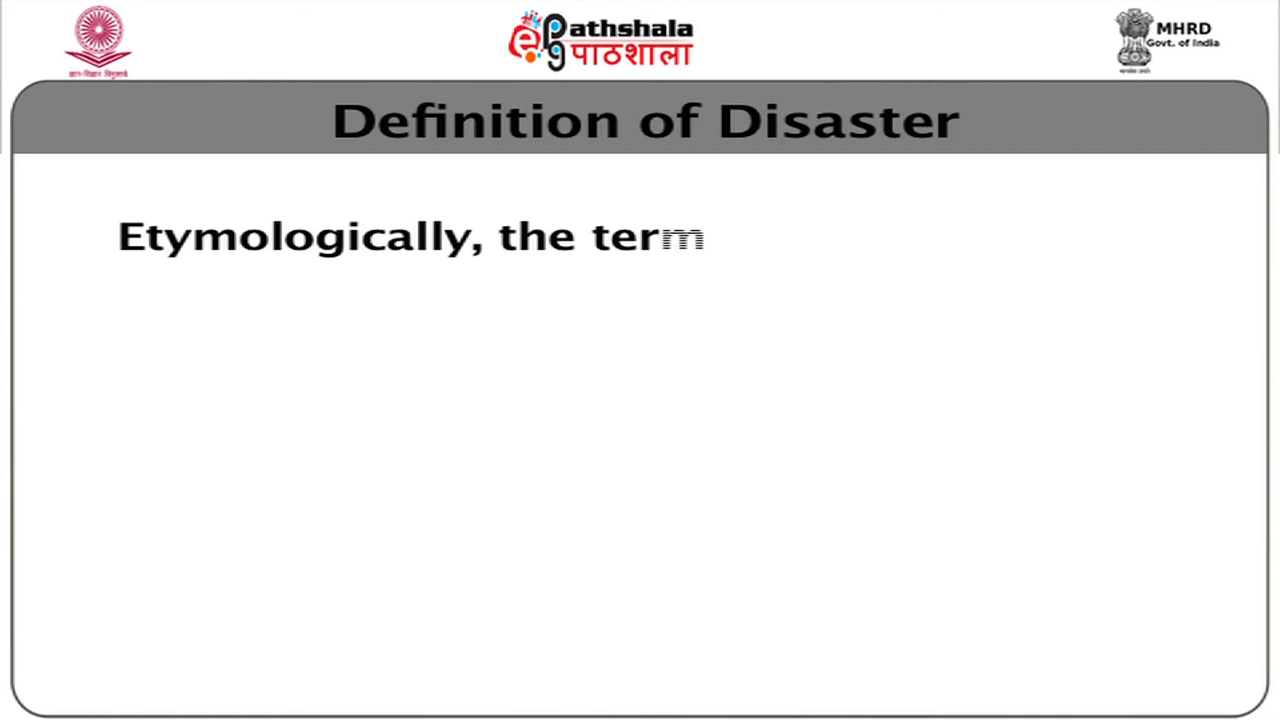 Pathshala
पाठशाला
MHRD
Govt. of India
Definition of Disaster
Etymologically, the term